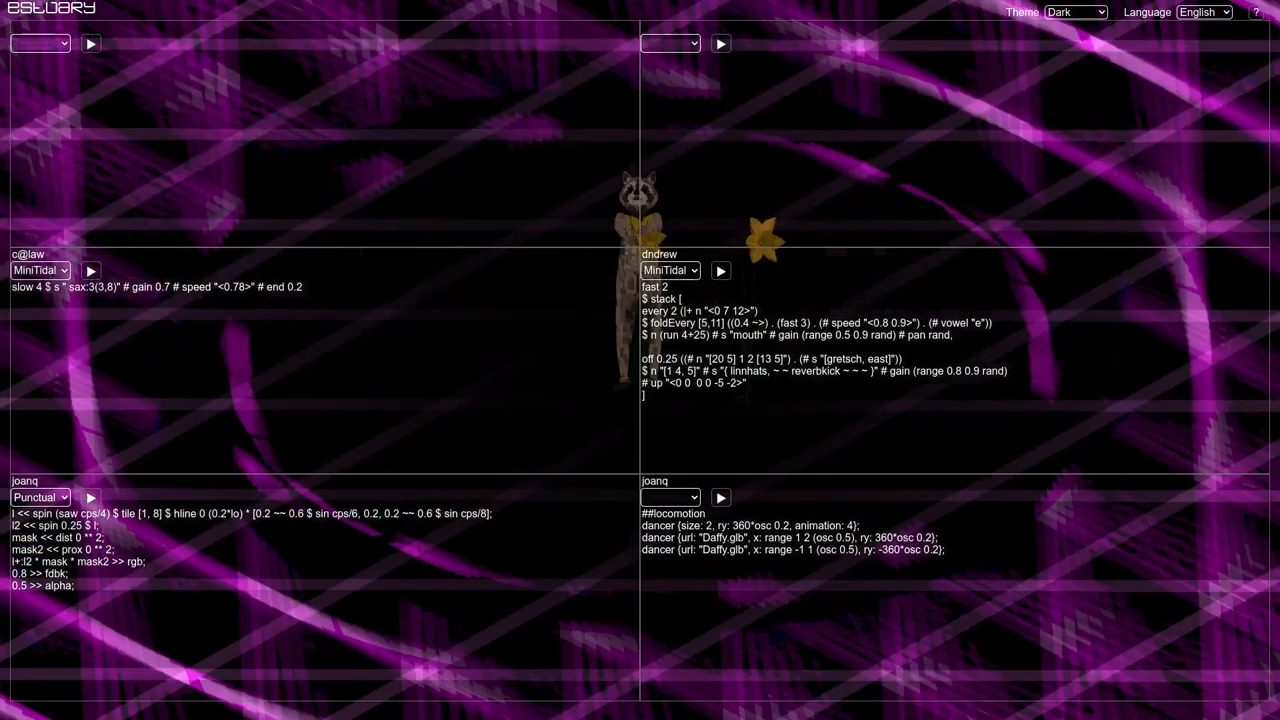 estuary
Theme Dark Language English ?
c@law
MiniTidal
slow 4 $ s " sax:3(3,8)" # gain 0.7 # speed "<0.78>" # end 0.2
dndrew
MiniTidal
fast 2
$ stack [
every 2 (|+ n "<0 7 12>")
$ foldEvery [5,11] ((0.4 ~>) . (fast 3) . (# speed "<0.8 0.9>") . (# vowel "e"))
$ n (run 4+25) # s "mouth" # gain (range 0.5 0.9 rand) # pan rand,
off 0.25 ((# n "[20 5] 1 2 [13 5]") . (# s "[gretsch, east]"))
$ n "[1 4, 5]" # s "{ linnhats, ~ ~ reverbkick ~ ~ ~ }" # gain (range 0.8 0.9 rand)
# up "<0 0  0 0 -5 -2>"
]
joanq
Punctual
l << spin (saw cps/4) $ tile [1, 8] $ hline 0 (0.2*lo) * [0.2 ~~ 0.6 $ sin cps/6, 0.2, 0.2 ~~ 0.6 $ sin cps/8];
l2 << spin 0.25 $ l;
mask << dist 0 ** 2;
mask2 << prox 0 ** 2;
l+:l2 * mask * mask2 >> rgb;
0.8 >> fdbk;
0.5 >> alpha;
joanq
##locomotion
dancer {size: 2, ry: 360*osc 0.2, animation: 4};
dancer {url: "Daffy.glb", x: range 1 2 (osc 0.5), ry: 360*osc 0.2};
dancer {url: "Daffy.glb", x: range -1 1 (osc 0.5), ry: -360*osc 0.2};